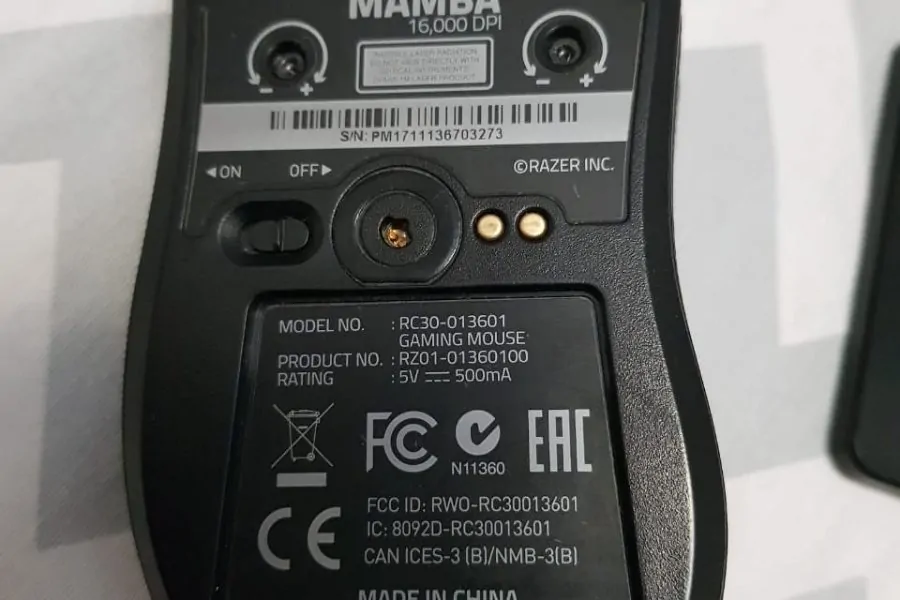 MAMBA
16,000 DPI
- +
- +
S/N: PM1711136703273
◄ON OFF►
©RAZER INC.
MODEL NO. : RC30-013601
GAMING MOUSE
PRODUCT NO. : RZ01-01360100
RATING : 5V ⎓ 500mA
FC
N11360
EAC
CE
FCC ID: RWO-RC30013601
IC: 8092D-RC30013601
CAN ICES-3 (B)/NMB-3(B)
MADE IN CHINA